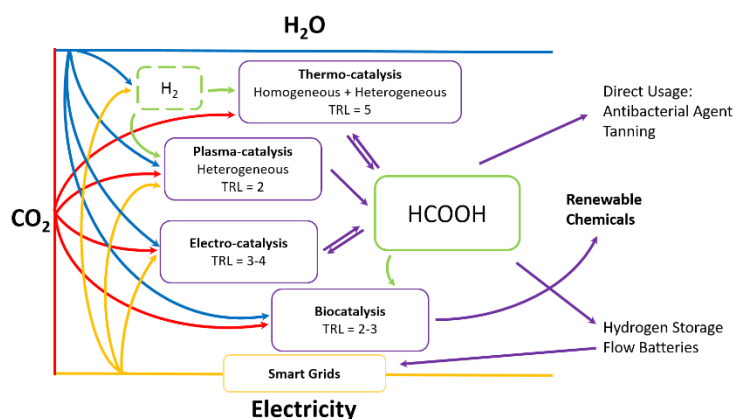 H₂O
H₂
Thermo-catalysis
Homogeneous + Heterogeneous
TRL = 5
Direct Usage:
Antibacterial Agent
Tanning
Plasma-catalysis
Heterogeneous
TRL = 2
CO₂
HCOOH
Renewable
Chemicals
Electro-catalysis
TRL = 3-4
Biocatalysis
TRL = 2-3
Hydrogen Storage
Flow Batteries
Smart Grids
Electricity